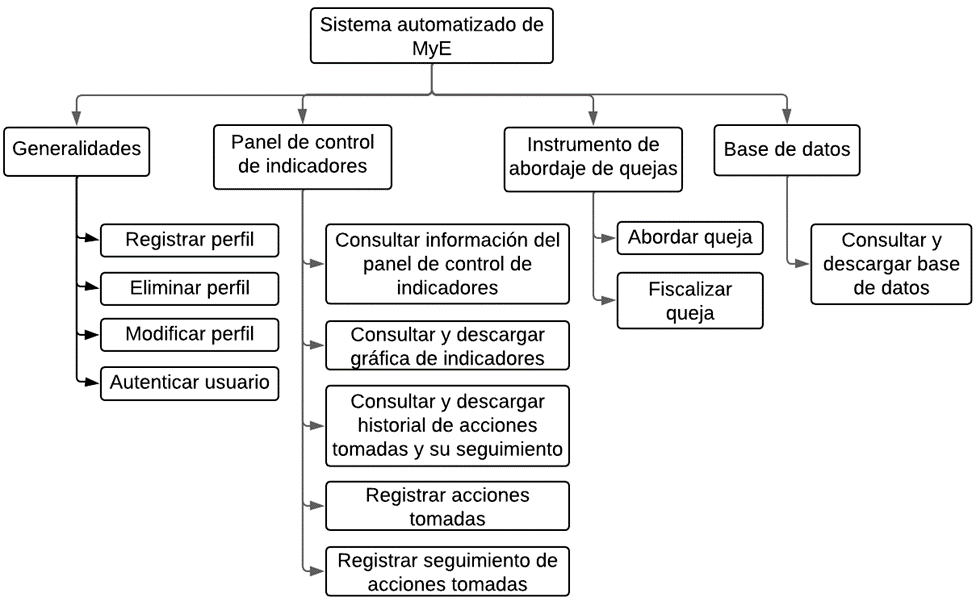 Sistema automatizado de
MyE
Generalidades
Registrar perfil
Eliminar perfil
Modificar perfil
Autenticar usuario
Panel de control
de indicadores
Consultar información del
panel de control de
indicadores
Consultar y descargar
gráfica de indicadores
Consultar y descargar
historial de acciones
tomadas y su seguimiento
Registrar acciones
tomadas
Registrar seguimiento de
acciones tomadas
Instrumento de
abordaje de quejas
Abordar queja
Fiscalizar
queja
Base de datos
Consultar y
descargar base
de datos